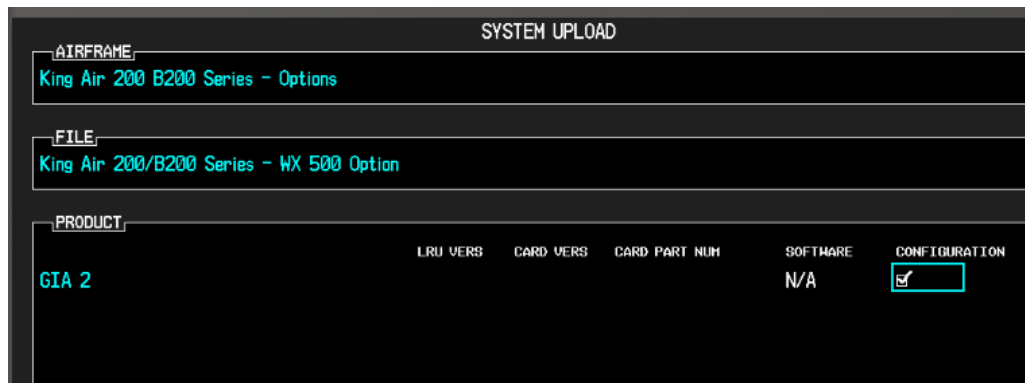 SYSTEM UPLOAD
AIRFRAME
King Air 200 B200 Series - Options
FILE
King Air 200/B200 Series - WX 500 Option
PRODUCT
LRU VERS CARD VERS CARD PART NUM SOFTWARE CONFIGURATION
GIA 2 N/A